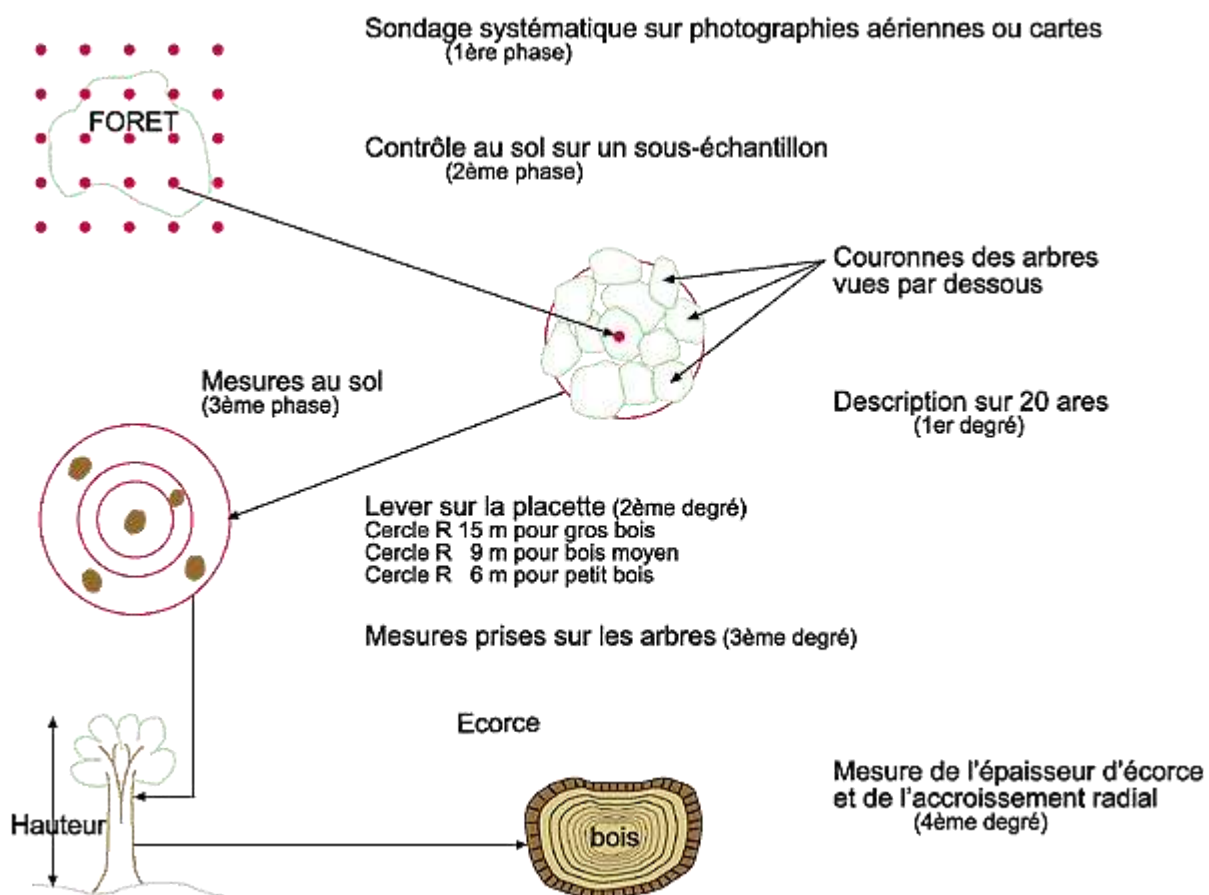 Sondage systématique sur photographies aériennes ou cartes
(1ère phase)
FORET
Contrôle au sol sur un sous-échantillon
(2ème phase)
Couronnes des arbres
vues par dessous
Mesures au sol
(3ème phase)
Description sur 20 ares
(1er degré)
Lever sur la placette (2ème degré)
Cercle R 15 m pour gros bois
Cercle R 9 m pour bois moyen
Cercle R 6 m pour petit bois
Mesures prises sur les arbres (3ème degré)
Ecorce
Mesure de l'épaisseur d'écorce
et de l'accroissement radial
(4ème degré)
Hauteur
bois